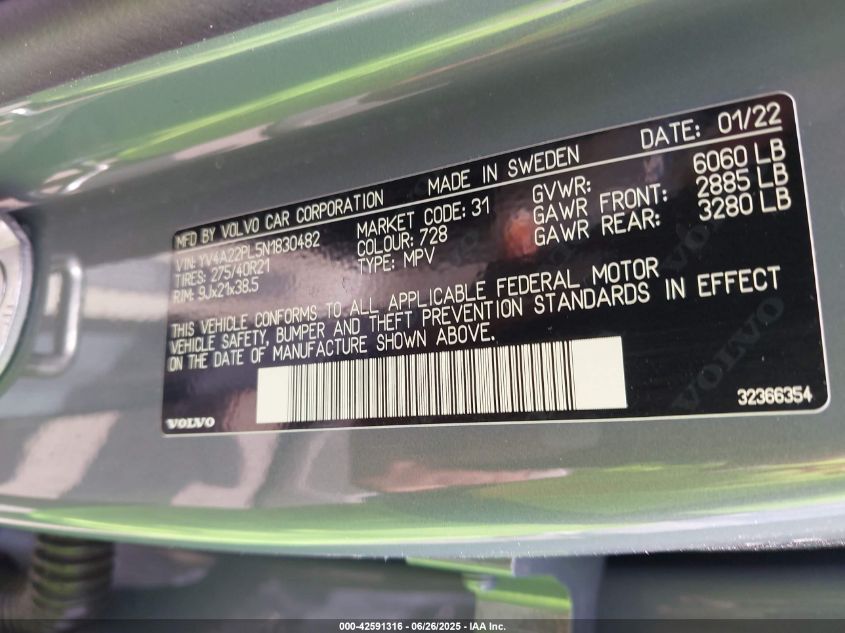 MFD BY VOLVO CAR CORPORATION MADE IN SWEDEN DATE: 01/22
VIN: YV4A22PL5N1830482 MARKET CODE: 31 GVWR: 6060 LB
TIRES: 275/40R21 COLOUR: 728 GAWR FRONT: 2885 LB
RIM: 9Jx21x38.5 TYPE: MPV GAWR REAR: 3280 LB
THIS VEHICLE CONFORMS TO ALL APPLICABLE FEDERAL MOTOR
VEHICLE SAFETY, BUMPER AND THEFT PREVENTION STANDARDS IN EFFECT
ON THE DATE OF MANUFACTURE SHOWN ABOVE.
VOLVO
VOLVO 32366354
000-42591316 - 06/26/2025 - IAA Inc.